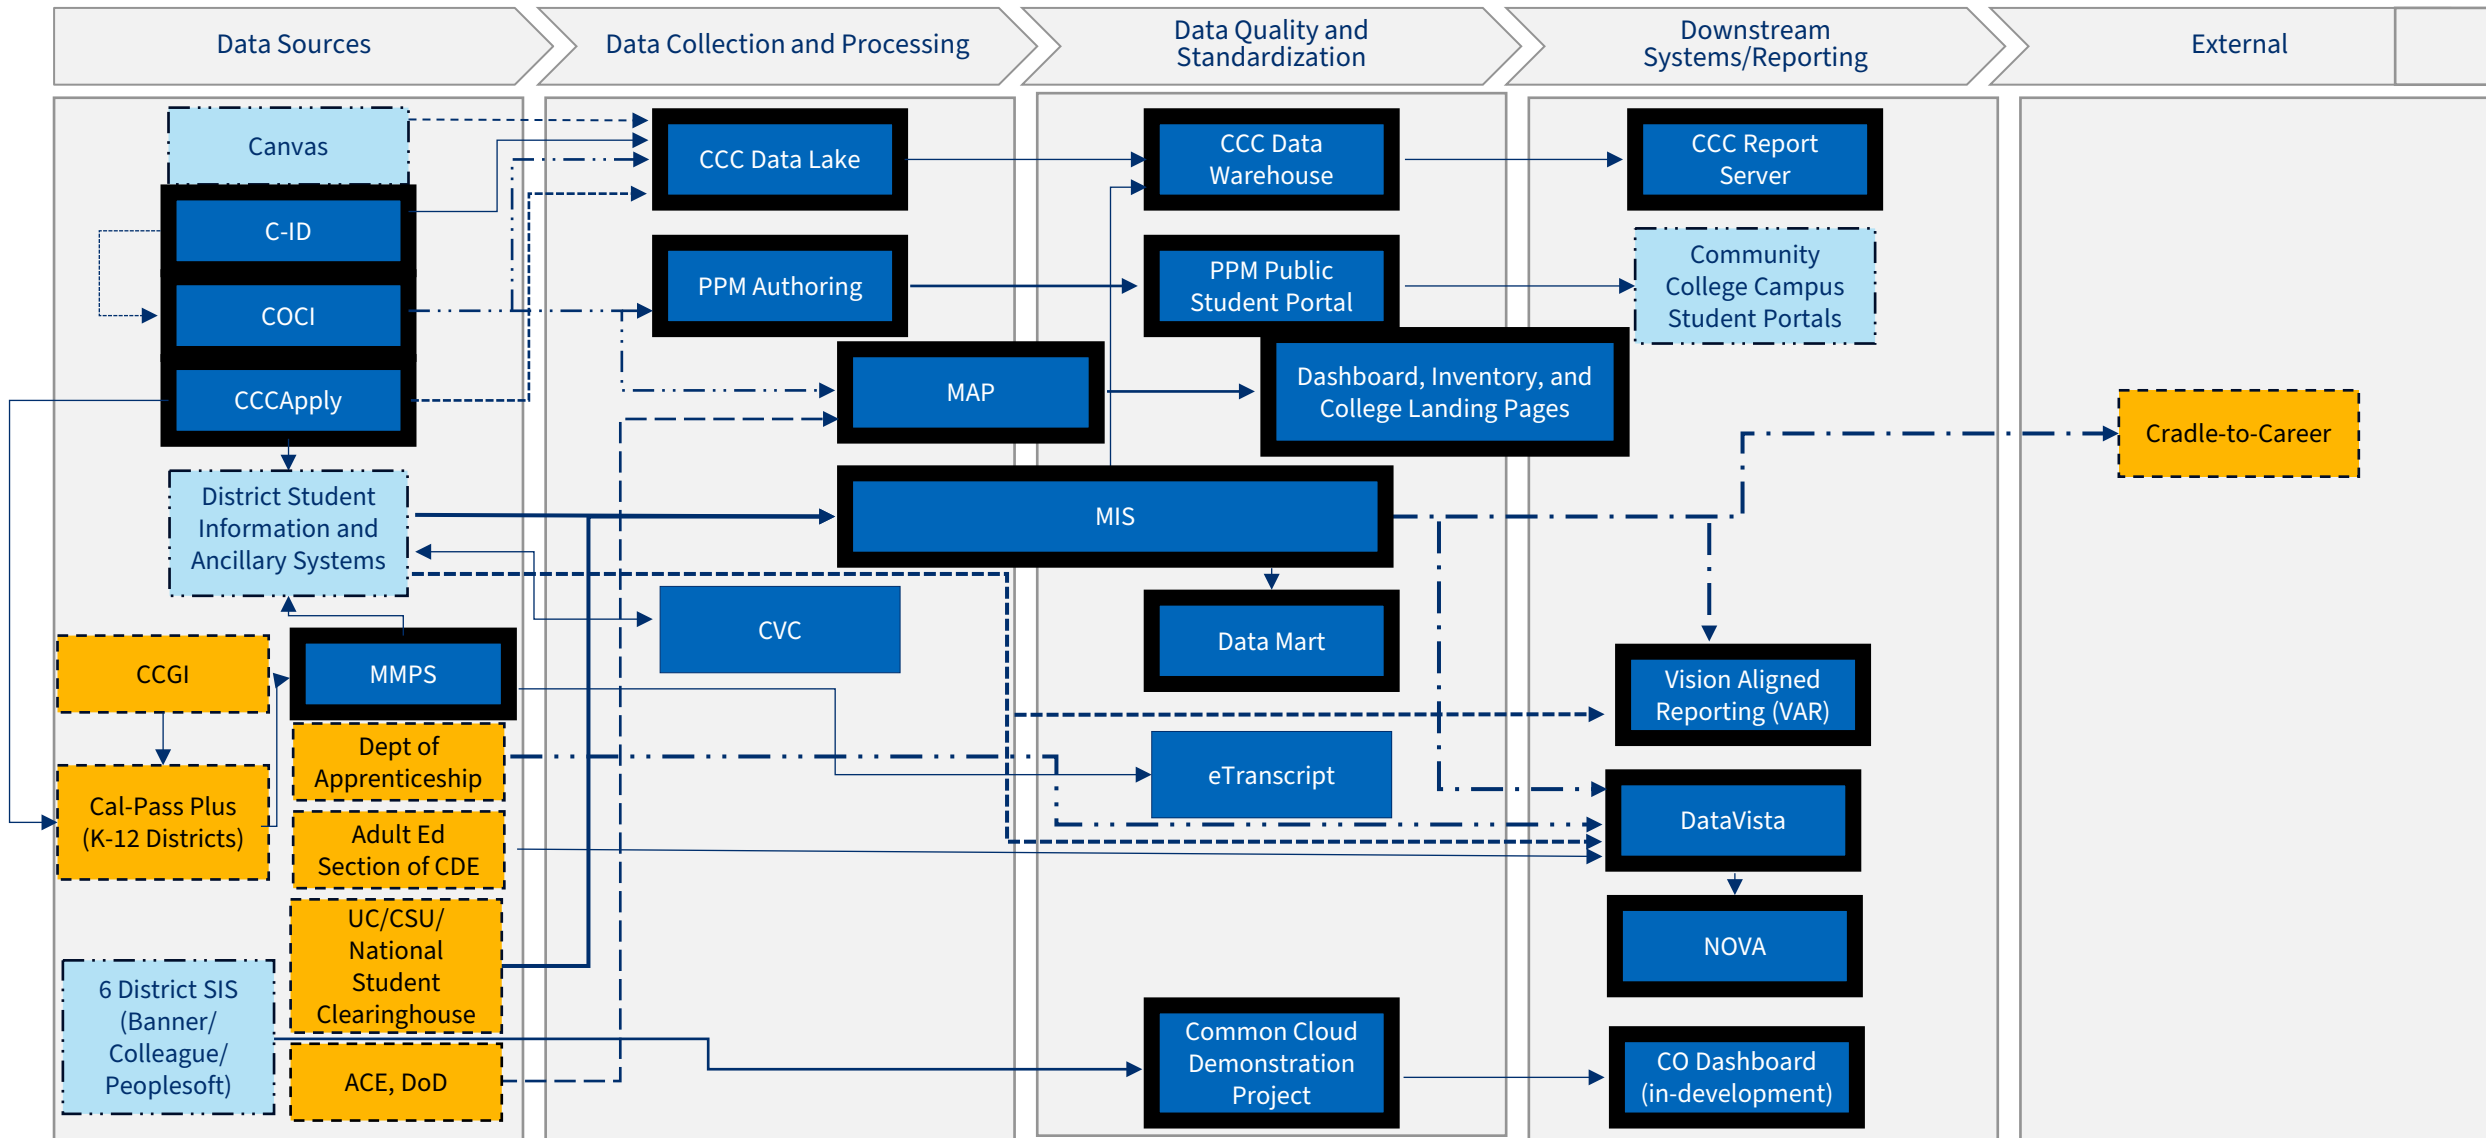 Data Sources
Data Collection and Processing
Data Quality and
Standardization
Downstream
Systems/Reporting
External
Canvas
C-ID
COCI
CCCApply
District Student
Information and
Ancillary Systems
CCGI
MMPS
Cal-Pass Plus
(K-12 Districts)
Dept of
Apprenticeship
Adult Ed
Section of CDE
UC/CSU/
National
Student
Clearinghouse
6 District SIS
(Banner/
Colleague/
Peoplesoft)
ACE, DoD
CCC Data Lake
PPM Authoring
MAP
MIS
CVC
CCC Data
Warehouse
PPM Public
Student Portal
Dashboard, Inventory, and
College Landing Pages
Data Mart
eTranscript
Common Cloud
Demonstration
Project
CCC Report
Server
Community
College Campus
Student Portals
Vision Aligned
Reporting (VAR)
DataVista
NOVA
CO Dashboard
(in-development)
Cradle-to-Career